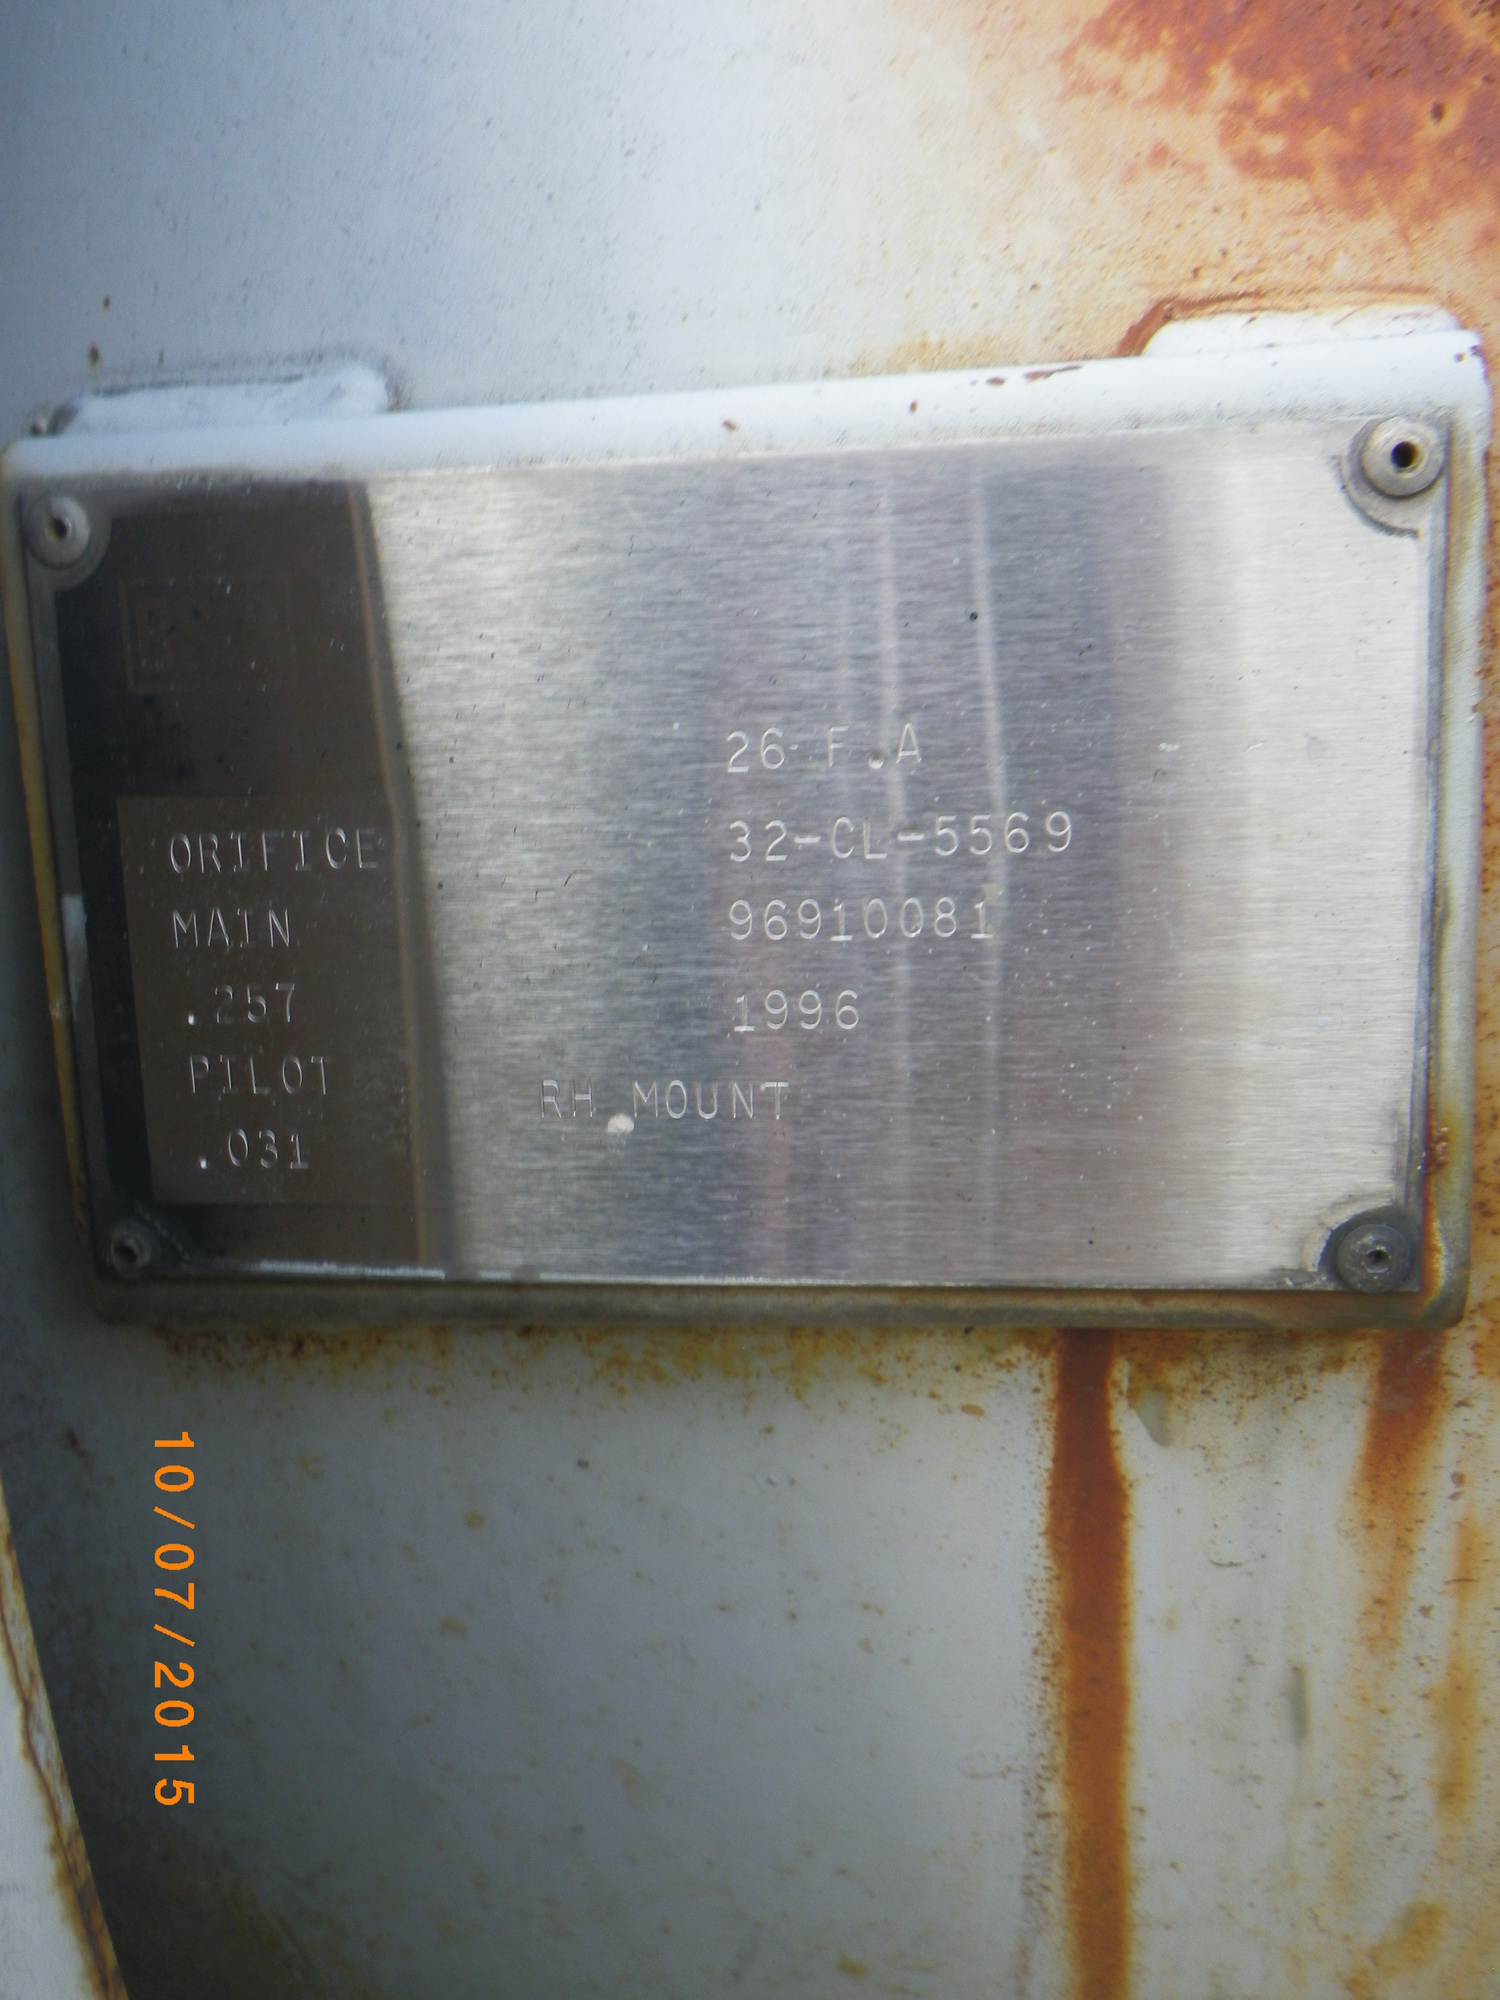 26 F.A
32-CL-5569
96910081
1996
RH MOUNT
ORIFICE
MAIN
.257
PILOT
.031
10/07/2015